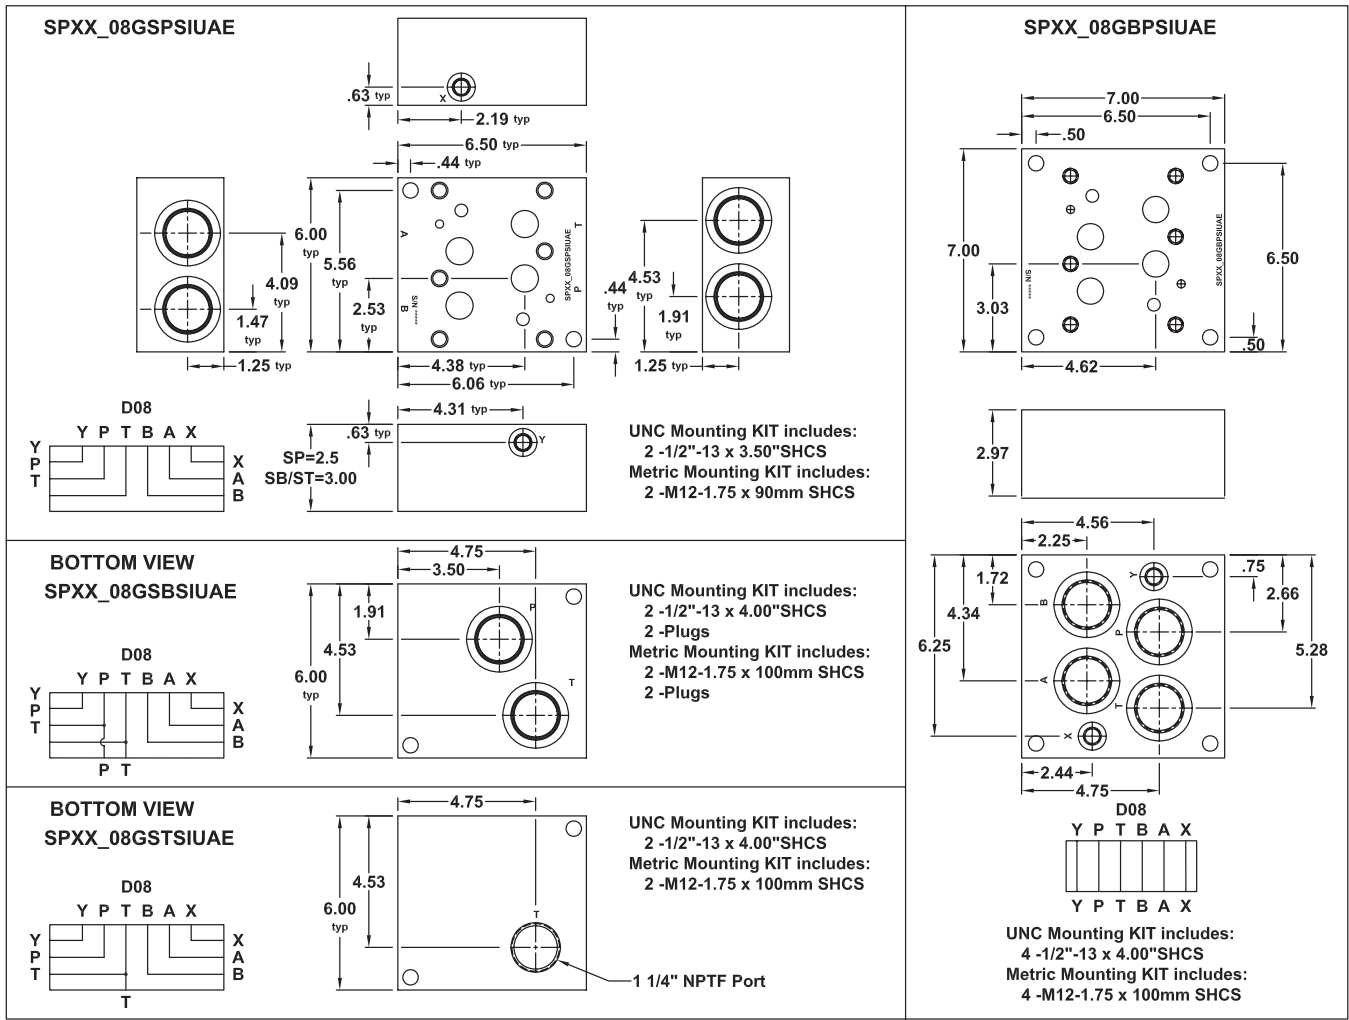 SPXX_08GSPSIUAE
.63 typ
X
2.19 typ
6.50 typ
.44 typ
6.00 typ
5.56 typ
2.53 typ
4.09 typ
1.47 typ
1.25 typ
A
B
T
P
SPXX_08GSPSIUAE
S/N *****
.44 typ
4.53 typ
1.91 typ
1.25 typ
4.38 typ
6.06 typ
D08
Y P T B A X
Y
P
T
X
A
B
4.31 typ
.63 typ
Y
SP=2.5
SB/ST=3.00
UNC Mounting KIT includes:
2 -1/2"-13 x 3.50"SHCS
Metric Mounting KIT includes:
2 -M12-1.75 x 90mm SHCS
BOTTOM VIEW
SPXX_08GSBSIUAE
D08
Y P T B A X
Y
P
T
X
A
B
P T
4.75
3.50
1.91
4.53
6.00 typ
P
T
UNC Mounting KIT includes:
2 -1/2"-13 x 4.00"SHCS
2 -Plugs
Metric Mounting KIT includes:
2 -M12-1.75 x 100mm SHCS
2 -Plugs
BOTTOM VIEW
SPXX_08GSTSIUAE
D08
Y P T B A X
Y
P
T
X
A
B
T
4.75
4.53
6.00 typ
T
1 1/4" NPTF Port
UNC Mounting KIT includes:
2 -1/2"-13 x 4.00"SHCS
Metric Mounting KIT includes:
2 -M12-1.75 x 100mm SHCS
SPXX_08GBPSIUAE
7.00
6.50
.50
7.00
3.03
6.50
.50
4.62
SPXX_08GBPSIUAE
S/N *****
2.97
4.56
2.25
1.72
4.34
6.25
.75
2.66
5.28
Y
B
P
A
T
X
2.44
4.75
D08
Y P T B A X
Y P T B A X
UNC Mounting KIT includes:
4 -1/2"-13 x 4.00"SHCS
Metric Mounting KIT includes:
4 -M12-1.75 x 100mm SHCS